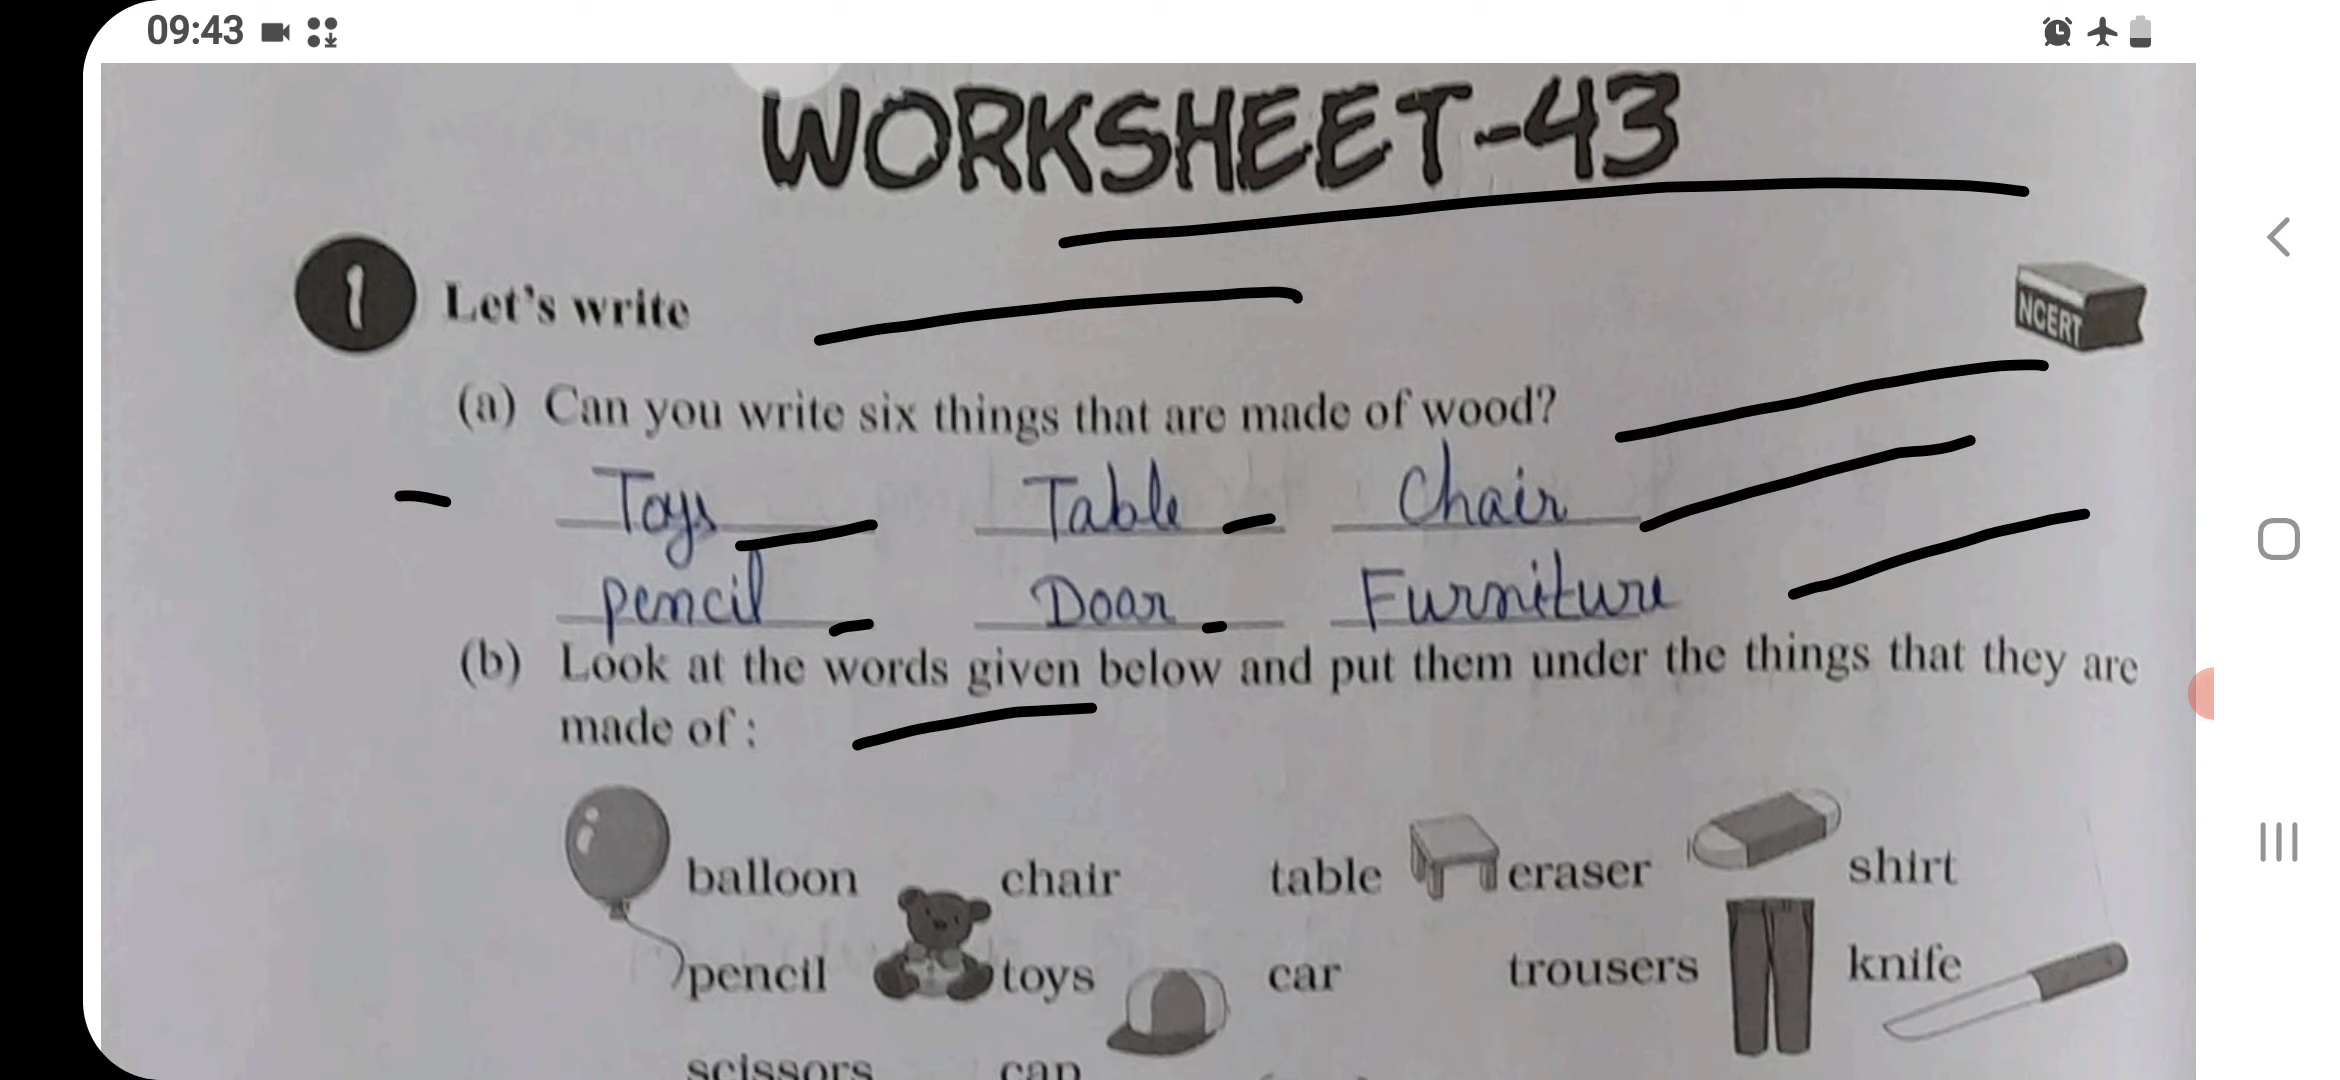 09:43
WORKSHEET-43
1 Let's write
NCERT
(a) Can you write six things that are made of wood?
Toys Table Chair
pencil Door Furniture
(b) Look at the words given below and put them under the things that they are
made of :
balloon chair table eraser shirt
pencil toys car trousers knife
scissors cap